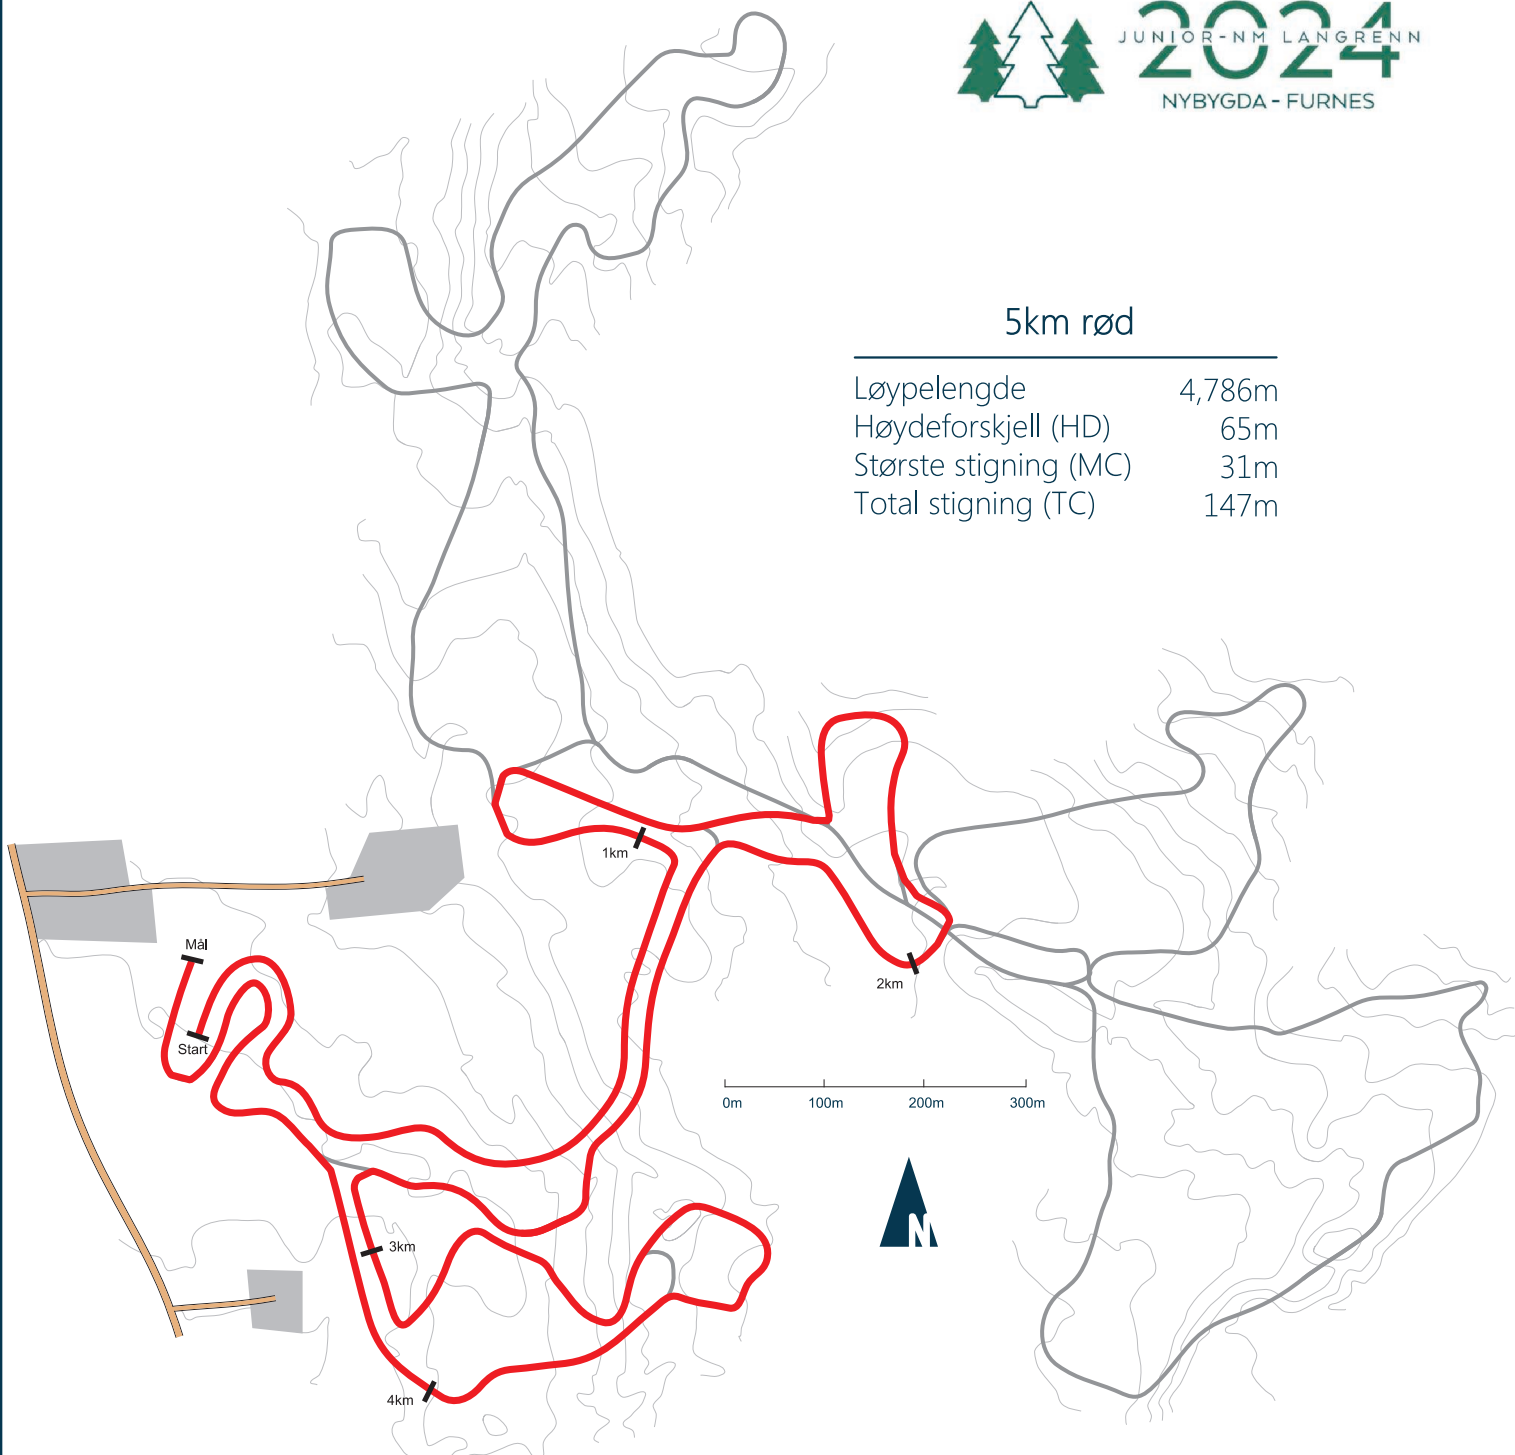 2024
JUNIOR-NM LANGRENN
NYBYGDA - FURNES
5km rød
Løypelengde 4,786m
Høydeforskjell (HD) 65m
Største stigning (MC) 31m
Total stigning (TC) 147m
1km
Mål
2km
Start
0m 100m 200m 300m
N
3km
4km